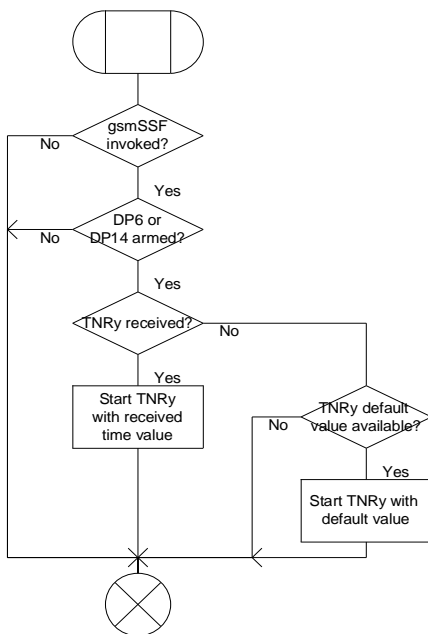 gsmSSF
invoked?
No
Yes
DP6 or
DP14 armed?
No
Yes
TNRy received?
No
Yes
Start TNRy
with received
time value
TNRy default
value available?
No
Yes
Start TNRy with
default value